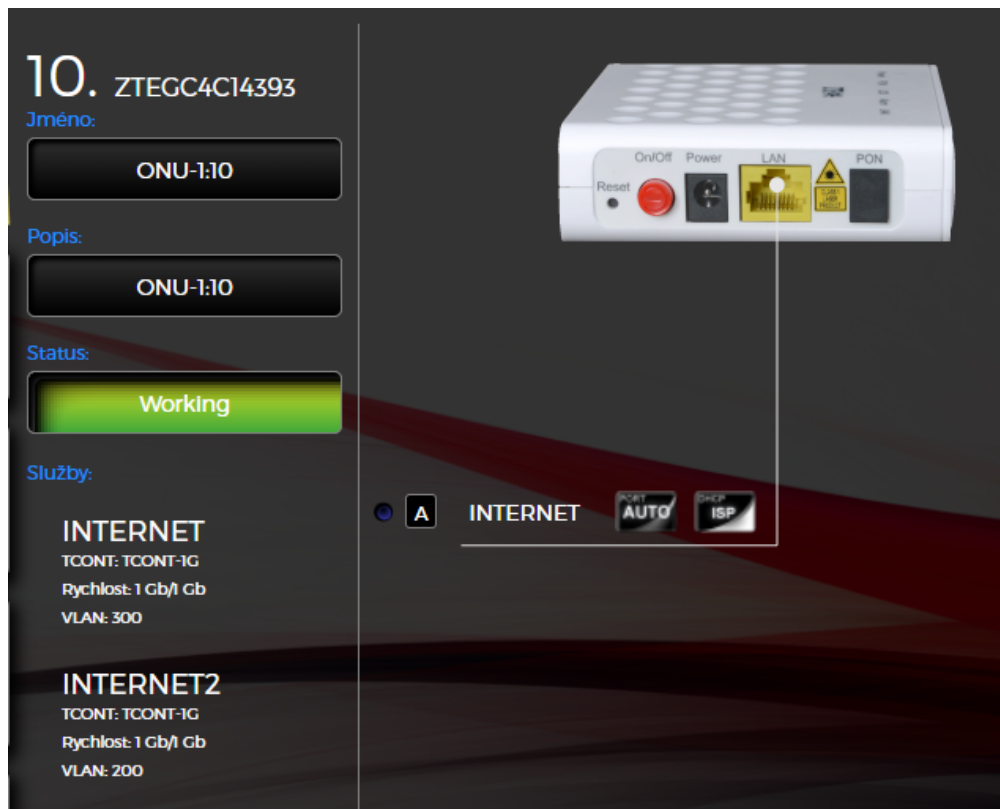 10. ZTEGC4C14393
Jméno:
ONU-1:10
Popis:
ONU-1:10
Status:
Working
Služby:
INTERNET
TCONT: TCONT-1G
Rychlost: 1 Gb/1 Gb
VLAN: 300
INTERNET2
TCONT: TCONT-1G
Rychlost: 1 Gb/1 Gb
VLAN: 200
On/Off Power LAN PON
Reset
A INTERNET
PORT
AUTO
DHCP
ISP